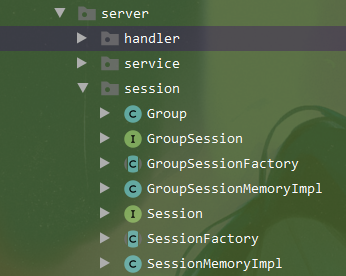 server
handler
service
session
C Group
I GroupSession
C GroupSessionFactory
C GroupSessionMemoryImpl
I Session
C SessionFactory
C SessionMemoryImpl